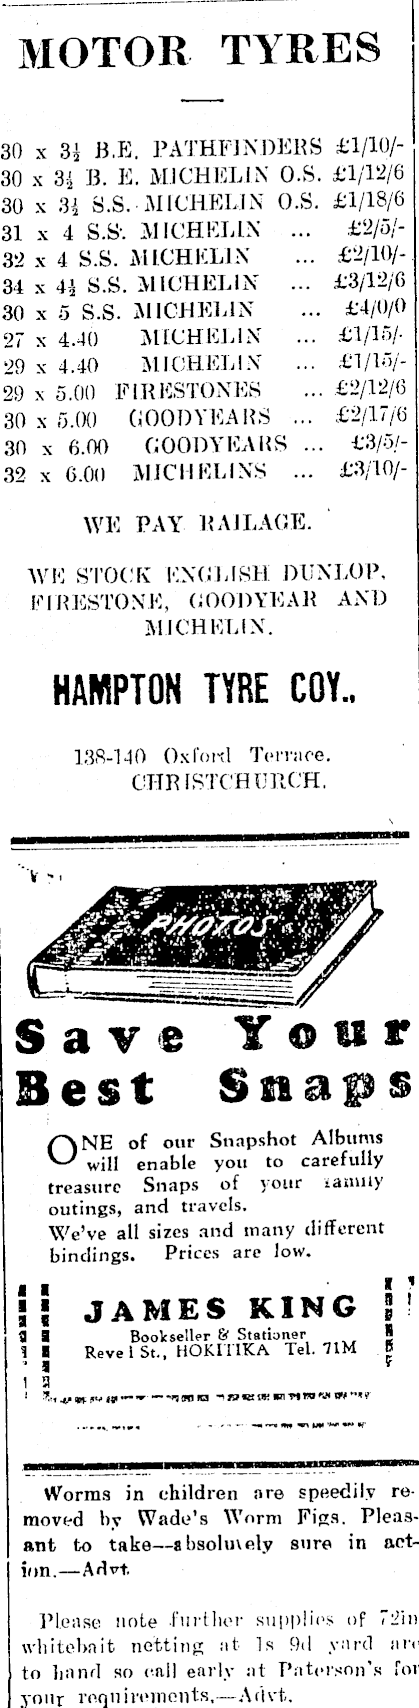 MOTOR TYRES
30 x 3½ B.E. PATHFINDERS £1/10/-
30 x 3½ B. E. MICHELIN O.S. £1/12/6
30 x 3½ S.S. MICHELIN O.S. £1/18/6
31 x 4 S.S. MICHELIN ... £2/5/-
32 x 4 S.S. MICHELIN ... £2/10/-
34 x 4½ S.S. MICHELIN ... £3/12/6
30 x 5 S.S. MICHELIN ... £4/0/0
27 x 4.40 MICHELIN ... £1/15/-
29 x 4.40 MICHELIN ... £1/15/-
29 x 5.00 FIRESTONES ... £2/12/6
30 x 5.00 GOODYEARS ... £2/17/6
30 x 6.00 GOODYEARS ... £3/5/-
32 x 6.00 MICHELINS ... £3/10/-
WE PAY RAILAGE.
WE STOCK ENGLISH DUNLOP,
FIRESTONE, GOODYEAR AND
MICHELIN.
HAMPTON TYRE COY.,
138-140 Oxford Terrace.
CHRISTCHURCH.
PHOTOS
Save Your
Best Snaps
ONE of our Snapshot Albums
will enable you to carefully
treasure Snaps of your family
outings, and travels.
We've all sizes and many different
bindings. Prices are low.
JAMES KING
Bookseller & Stationer
Revel St., HOKITIKA Tel. 71M
Worms in children are speedily re-
moved by Wade's Worm Figs. Pleas-
ant to take—absolutely sure in act-
ion.—Advt.
Please note further supplies of 72in
whitebait netting at 1s 9d yard are
to hand so call early at Paterson's for
your requirements.—Advt.